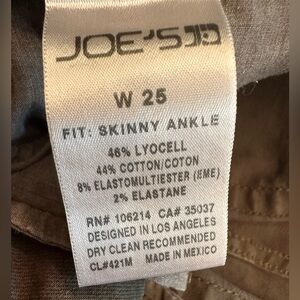 JOE'S
W 25
FIT: SKINNY ANKLE
46% LYOCELL
44% COTTON/COTON
8% ELASTOMULTIESTER (EME)
2% ELASTANE
RN# 106214 CA# 35037
DESIGNED IN LOS ANGELES
DRY CLEAN RECOMMENDED
CL#421M MADE IN MEXICO